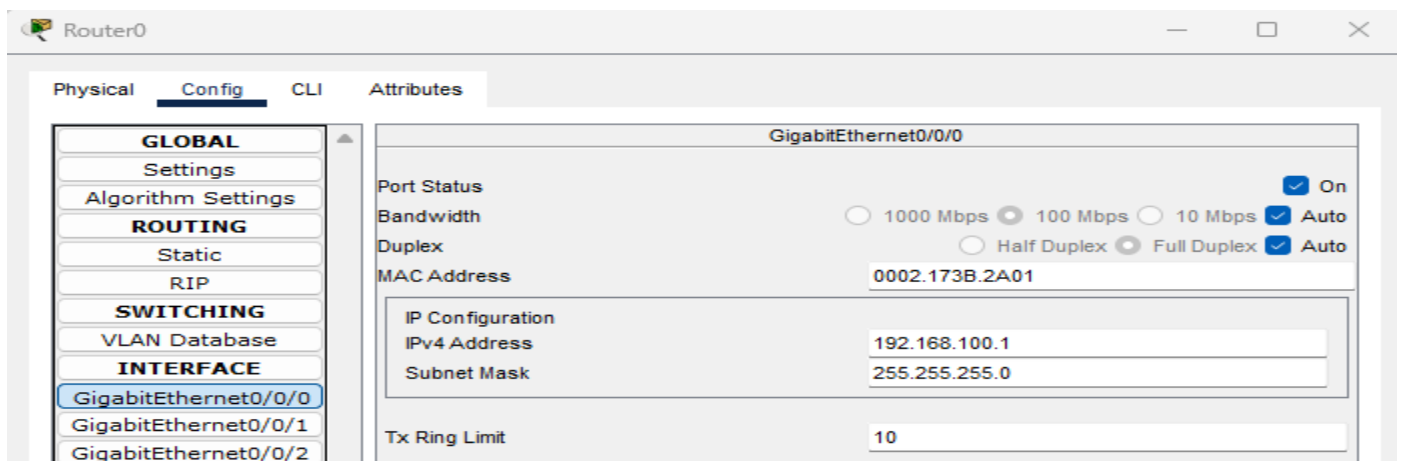 Router0
Physical Config CLI Attributes
GLOBAL
Settings
Algorithm Settings
ROUTING
Static
RIP
SWITCHING
VLAN Database
INTERFACE
GigabitEthernet0/0/0
GigabitEthernet0/0/1
GigabitEthernet0/0/2
GigabitEthernet0/0/0
Port Status On
Bandwidth 1000 Mbps 100 Mbps 10 Mbps Auto
Duplex Half Duplex Full Duplex Auto
MAC Address 0002.173B.2A01
IP Configuration
IPv4 Address 192.168.100.1
Subnet Mask 255.255.255.0
Tx Ring Limit 10